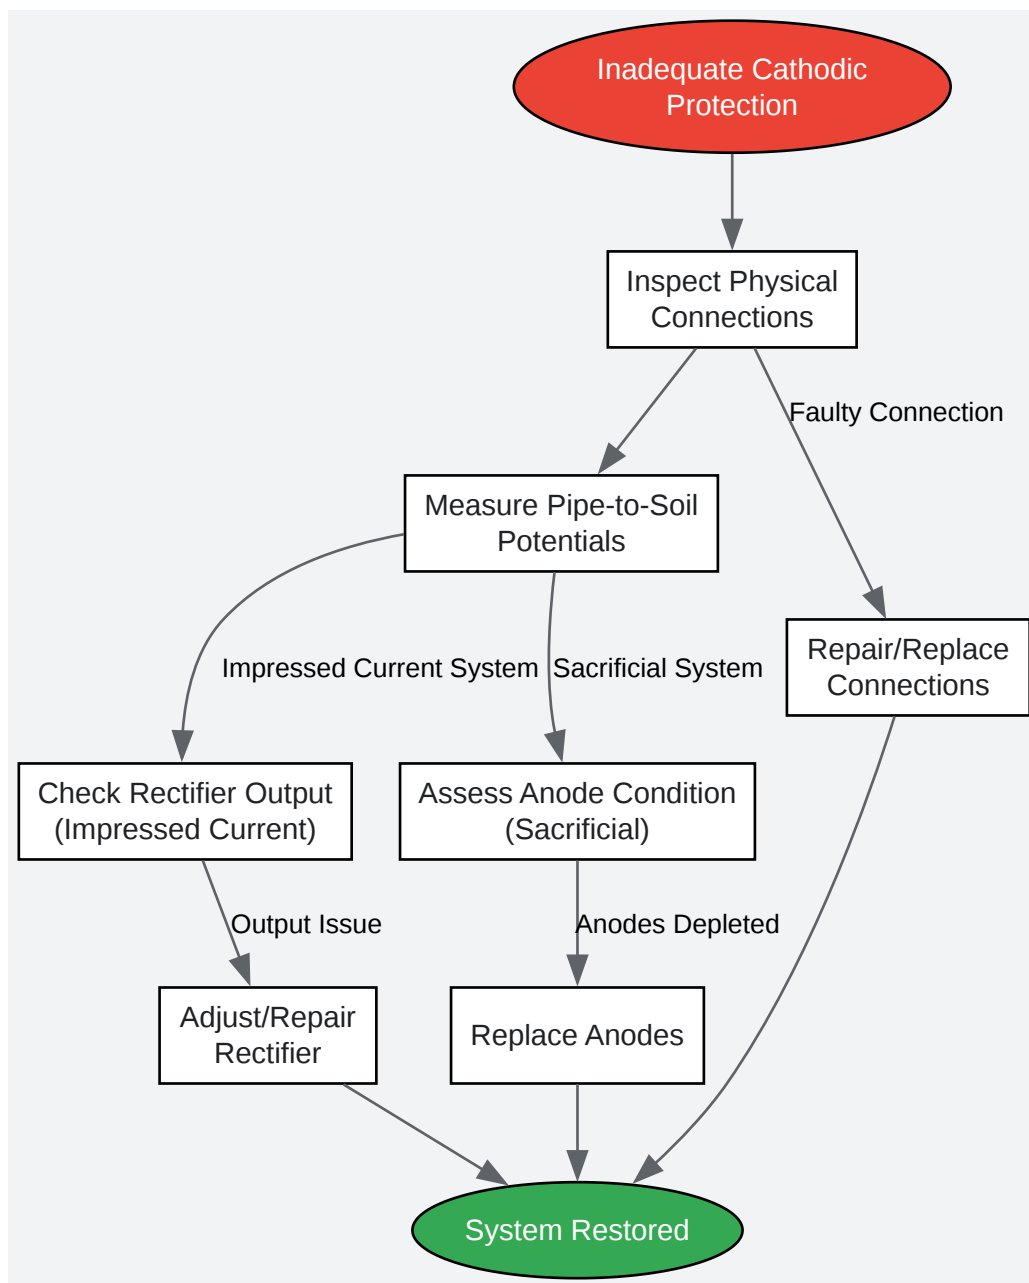 Inadequate Cathodic
Protection
Inspect Physical
Connections
Faulty Connection
Measure Pipe-to-Soil
Potentials
Repair/Replace
Connections
Impressed Current System
Sacrificial System
Check Rectifier Output
(Impressed Current)
Assess Anode Condition
(Sacrificial)
Output Issue
Anodes Depleted
Adjust/Repair
Rectifier
Replace Anodes
System Restored